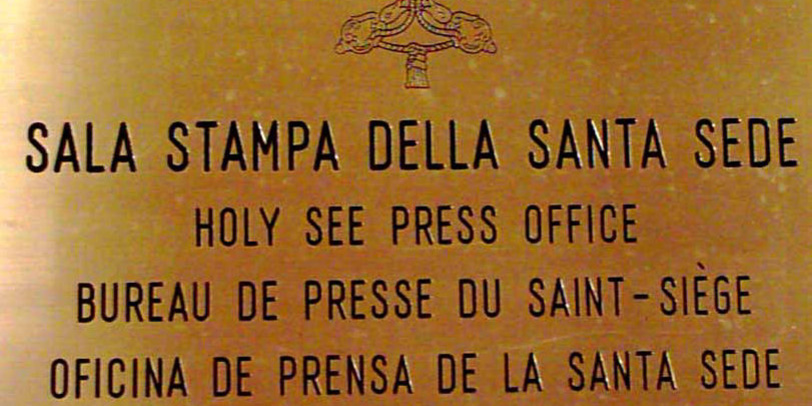 SALA STAMPA DELLA SANTA SEDE
HOLY SEE PRESS OFFICE
BUREAU DE PRESSE DU SAINT-SIÈGE
OFICINA DE PRENSA DE LA SANTA SEDE